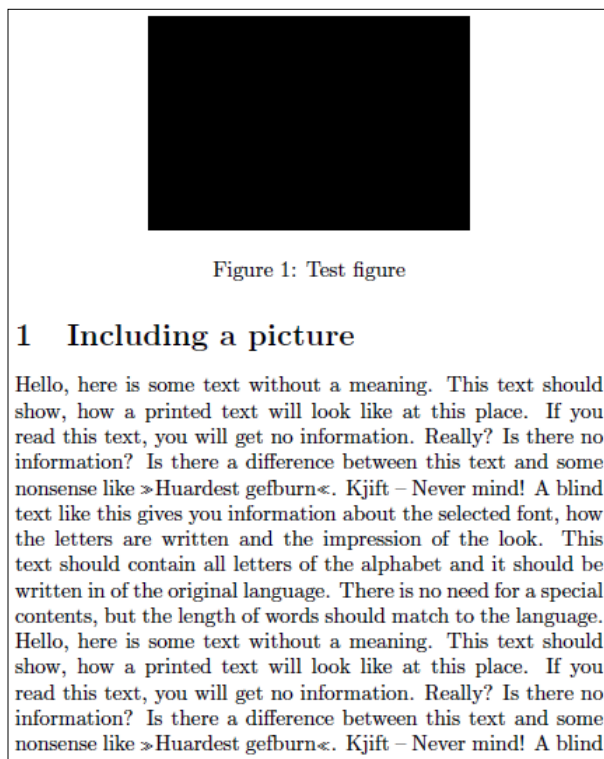 Figure 1: Test figure
1 Including a picture
Hello, here is some text without a meaning. This text should
show, how a printed text will look like at this place. If you
read this text, you will get no information. Really? Is there no
information? Is there a difference between this text and some
nonsense like »Huardest gefburn«. Kjift – Never mind! A blind
text like this gives you information about the selected font, how
the letters are written and the impression of the look. This
text should contain all letters of the alphabet and it should be
written in of the original language. There is no need for a special
contents, but the length of words should match to the language.
Hello, here is some text without a meaning. This text should
show, how a printed text will look like at this place. If you
read this text, you will get no information. Really? Is there no
information? Is there a difference between this text and some
nonsense like »Huardest gefburn«. Kjift – Never mind! A blind